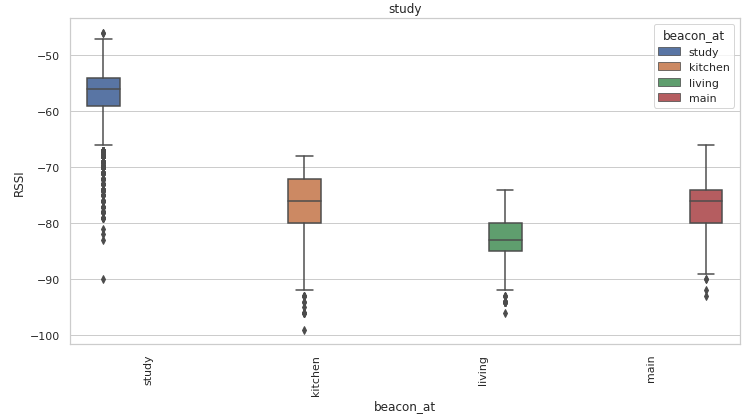 study
beacon_at
study
kitchen
living
main
RSSI
−50
−60
−70
−80
−90
−100
study
kitchen
living
main
beacon_at